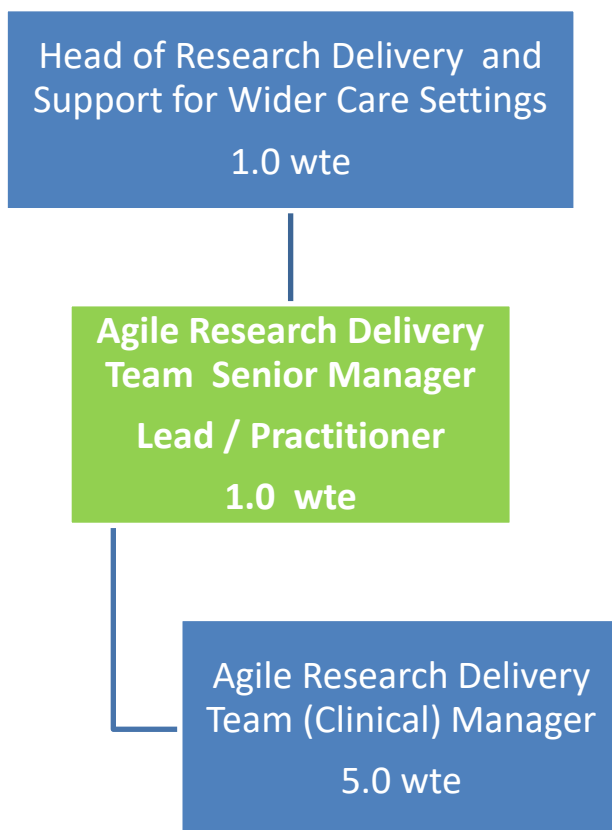 Head of Research Delivery and
Support for Wider Care Settings
1.0 wte
Agile Research Delivery
Team Senior Manager
Lead / Practitioner
1.0 wte
Agile Research Delivery
Team (Clinical) Manager
5.0 wte